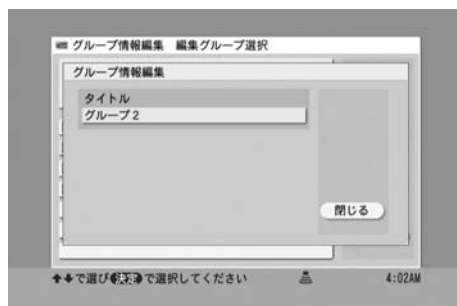 グループ情報編集　編集グループ選択
グループ情報編集
タイトル
グループ2
閉じる
↑↓で選び決定で選択してください
4:02AM